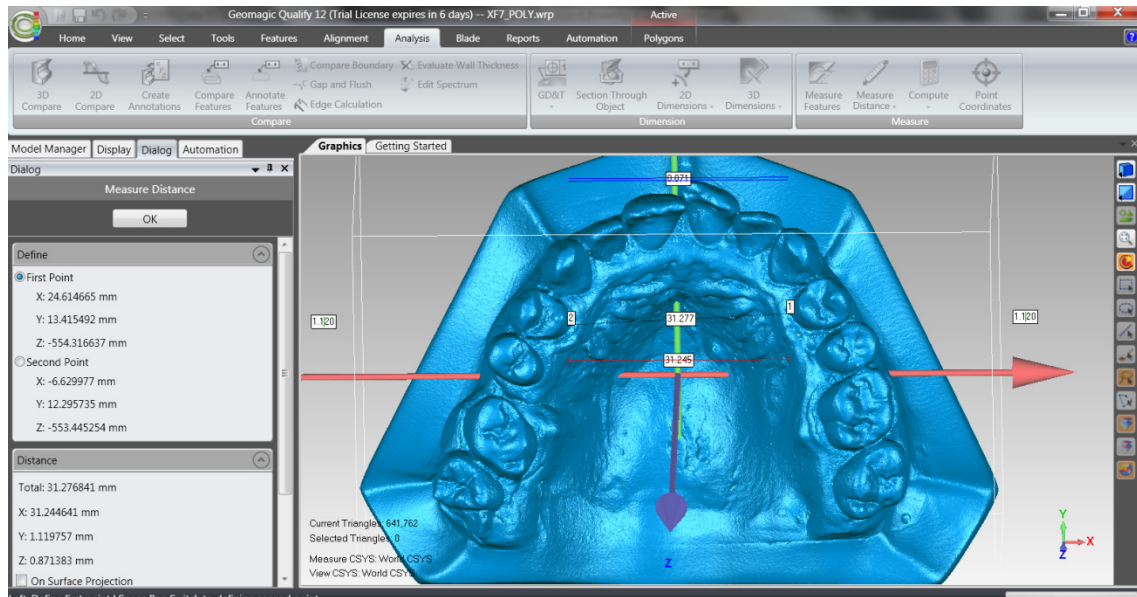 Geomagic Qualify 12 (Trial License expires in 6 days) -- XF7_POLY.wrp
Active
Home View Select Tools Features Alignment Analysis Blade Reports Automation Polygons
3D Compare
2D Compare
Create Annotations
Compare Features
Annotate Features
Compare Boundary
Evaluate Wall Thickness
Gap and Flush
Edit Spectrum
Edge Calculation
Compare
GD&T
Section Through Object
2D Dimensions
3D Dimensions
Dimension
Measure Features
Measure Distance
Compute
Point Coordinates
Measure
Model Manager Display Dialog Automation
Dialog
Measure Distance
OK
Define
First Point
X: 24.614665 mm
Y: 13.415492 mm
Z: -554.316637 mm
Second Point
X: -6.629977 mm
Y: 12.295735 mm
Z: -553.445254 mm
Distance
Total: 31.276841 mm
X: 31.244641 mm
Y: 1.119757 mm
Z: 0.871383 mm
On Surface Projection
Graphics Getting Started
0.871
1
2
31.277
1.120
1.120
31.245
Current Triangles: 641,762
Selected Triangles: 0
Measure CSYS: World CSYS
View CSYS: World CSYS
Z
Y
X
Z